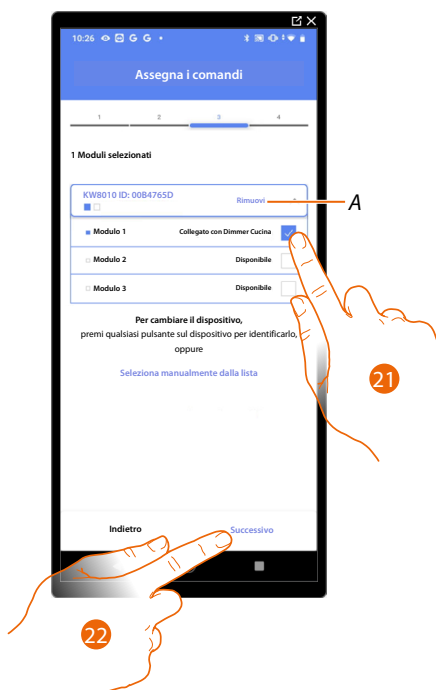 10:26 G G
Assegna i comandi
1 2 3 4
1 Moduli selezionati
KW8010 ID: 00B4765D
Rimuovi
A
Modulo 1 Collegato con Dimmer Cucina
Modulo 2 Disponibile
Modulo 3 Disponibile
Per cambiare il dispositivo,
premi qualsiasi pulsante sul dispositivo per identificarlo,
oppure
Seleziona manualmente dalla lista
21
Indietro Successivo
22